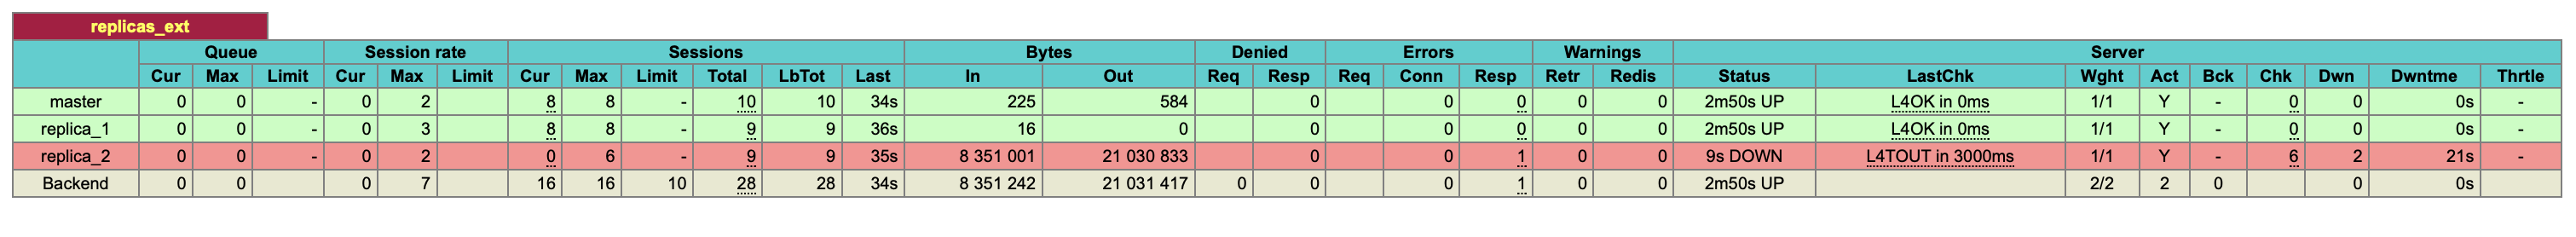 replicas_ext
Queue Session rate Sessions Bytes Denied Errors Warnings Server
Cur Max Limit Cur Max Limit Cur Max Limit Total LbTot Last In Out Req Resp Req Conn Resp Retr Redis Status LastChk Wght Act Bck Chk Dwn Dwntme Thrtle
master 0 0 - 0 2 8 8 - 10 10 34s 225 584 0 0 0 0 0 2m50s UP L4OK in 0ms 1/1 Y - 0 0 0s -
replica_1 0 0 - 0 3 8 8 - 9 9 36s 16 0 0 0 0 0 0 2m50s UP L4OK in 0ms 1/1 Y - 0 0 0s -
replica_2 0 0 - 0 2 0 6 - 9 9 35s 8 351 001 21 030 833 0 0 1 0 0 9s DOWN L4TOUT in 3000ms 1/1 Y - 6 2 21s -
Backend 0 0 0 7 16 16 10 28 28 34s 8 351 242 21 031 417 0 0 0 1 0 0 2m50s UP 2/2 2 0 0 0s